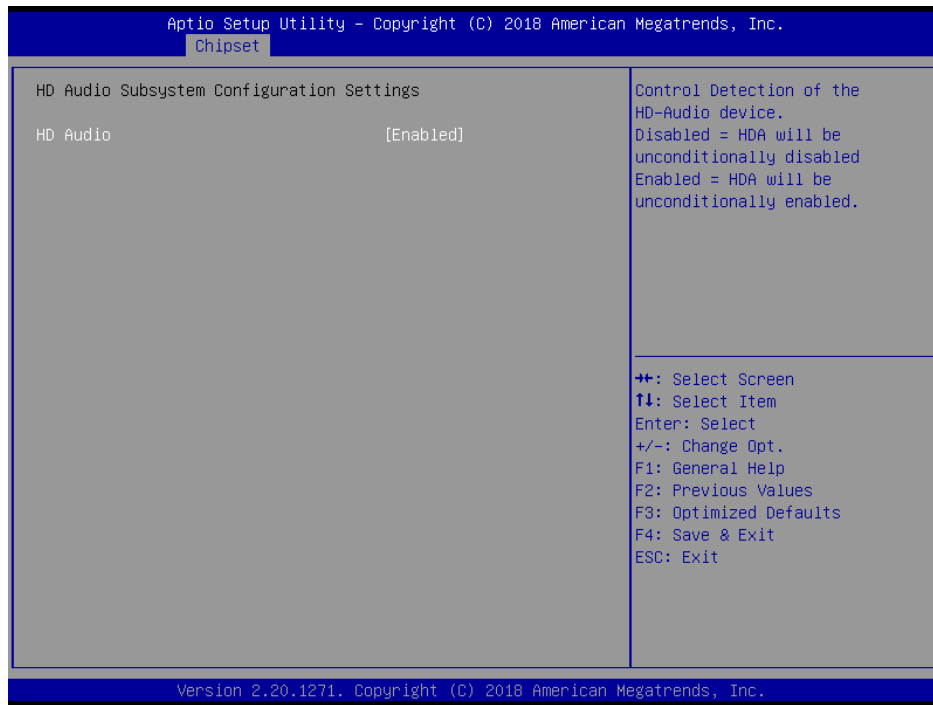 Aptio Setup Utility – Copyright (C) 2018 American Megatrends, Inc.
Chipset
HD Audio Subsystem Configuration Settings
HD Audio [Enabled]
Control Detection of the
HD-Audio device.
Disabled = HDA will be
unconditionally disabled
Enabled = HDA will be
unconditionally enabled.
→←: Select Screen
↑↓: Select Item
Enter: Select
+/-: Change Opt.
F1: General Help
F2: Previous Values
F3: Optimized Defaults
F4: Save & Exit
ESC: Exit
Version 2.20.1271. Copyright (C) 2018 American Megatrends, Inc.